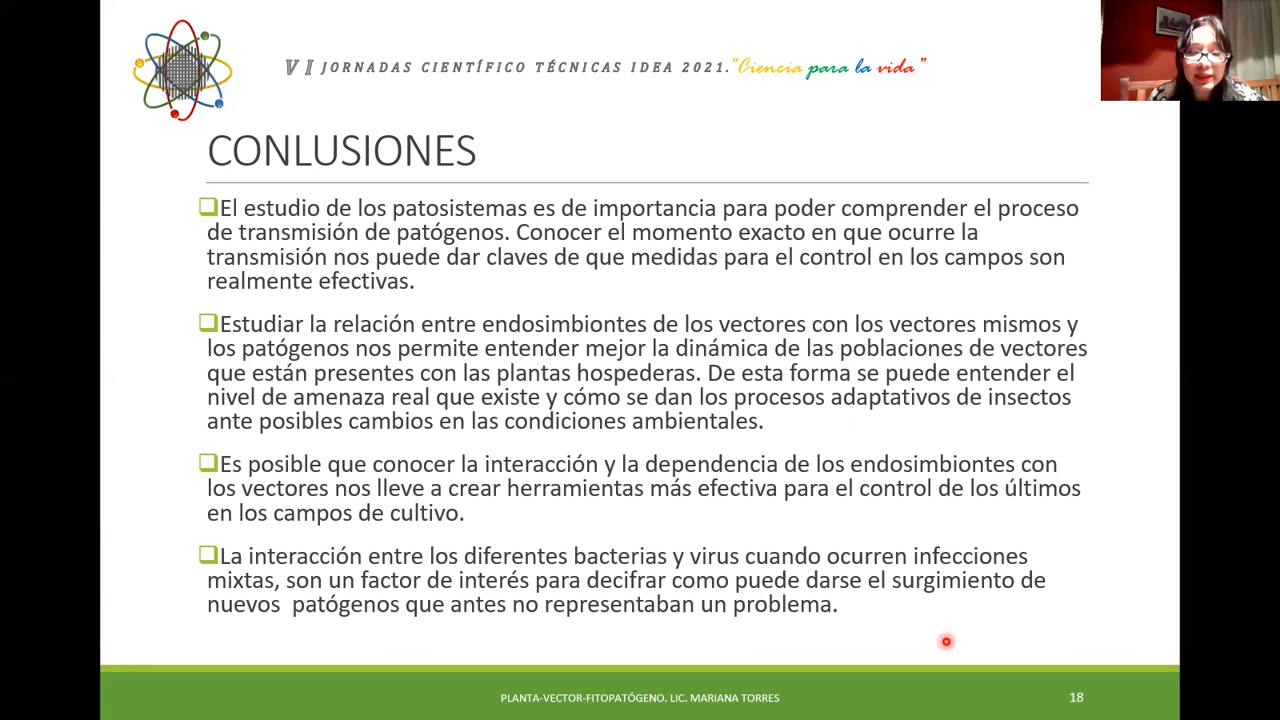 VI JORNADAS CIENTÍFICO TÉCNICAS IDEA 2021. "Ciencia para la vida"
CONLUSIONES
El estudio de los patosistemas es de importancia para poder comprender el proceso
de transmisión de patógenos. Conocer el momento exacto en que ocurre la
transmisión nos puede dar claves de que medidas para el control en los campos son
realmente efectivas.
Estudiar la relación entre endosimbiontes de los vectores con los vectores mismos y
los patógenos nos permite entender mejor la dinámica de las poblaciones de vectores
que están presentes con las plantas hospederas. De esta forma se puede entender el
nivel de amenaza real que existe y cómo se dan los procesos adaptativos de insectos
ante posibles cambios en las condiciones ambientales.
Es posible que conocer la interacción y la dependencia de los endosimbiontes con
los vectores nos lleve a crear herramientas más efectiva para el control de los últimos
en los campos de cultivo.
La interacción entre los diferentes bacterias y virus cuando ocurren infecciones
mixtas, son un factor de interés para decifrar como puede darse el surgimiento de
nuevos  patógenos que antes no representaban un problema.
PLANTA-VECTOR-FITOPATÓGENO. LIC. MARIANA TORRES
18